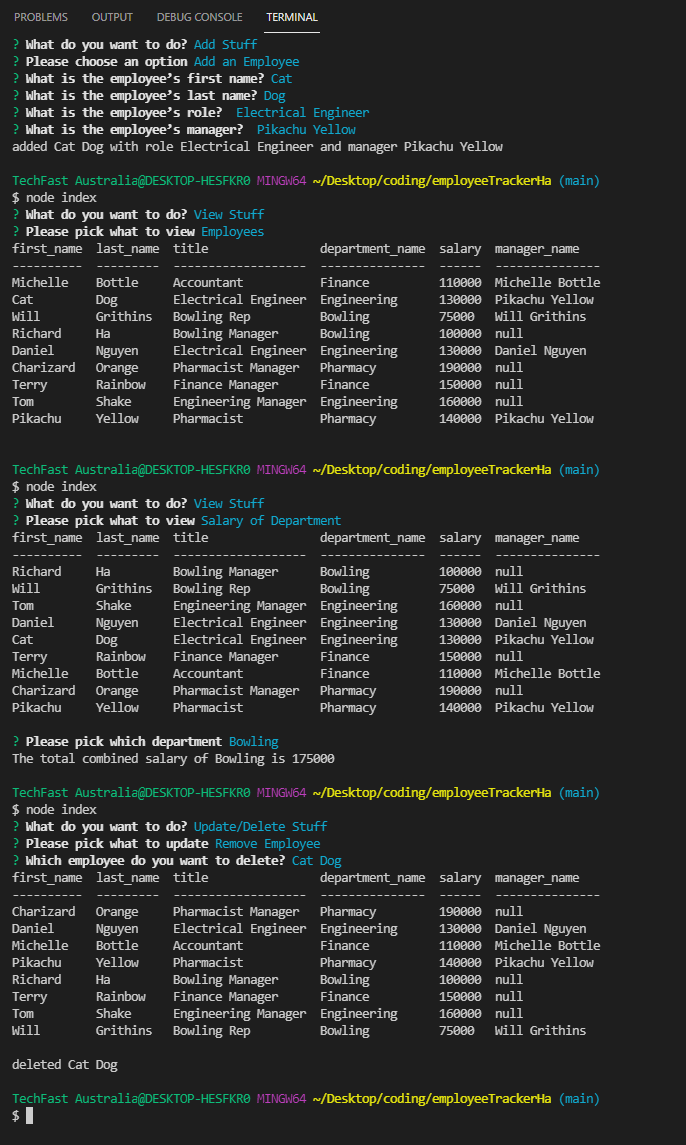 PROBLEMS OUTPUT DEBUG CONSOLE TERMINAL
? What do you want to do? Add Stuff
? Please choose an option Add an Employee
? What is the employee’s first name? Cat
? What is the employee’s last name? Dog
? What is the employee’s role?  Electrical Engineer
? What is the employee’s manager?  Pikachu Yellow
added Cat Dog with role Electrical Engineer and manager Pikachu Yellow
TechFast Australia@DESKTOP-HESFKR0 MINGW64 ~/Desktop/coding/employeeTrackerHa (main)
$ node index
? What do you want to do? View Stuff
? Please pick what to view Employees
first_name  last_name  title                department_name  salary  manager_name
----------  ---------  -------------------  ---------------  ------  ---------------
Michelle    Bottle     Accountant           Finance          110000  Michelle Bottle
Cat         Dog        Electrical Engineer  Engineering      130000  Pikachu Yellow
Will        Grithins   Bowling Rep          Bowling          75000   Will Grithins
Richard     Ha         Bowling Manager      Bowling          100000  null
Daniel      Nguyen     Electrical Engineer  Engineering      130000  Daniel Nguyen
Charizard   Orange     Pharmacist Manager   Pharmacy         190000  null
Terry       Rainbow    Finance Manager      Finance          150000  null
Tom         Shake      Engineering Manager  Engineering      160000  null
Pikachu     Yellow     Pharmacist           Pharmacy         140000  Pikachu Yellow
TechFast Australia@DESKTOP-HESFKR0 MINGW64 ~/Desktop/coding/employeeTrackerHa (main)
$ node index
? What do you want to do? View Stuff
? Please pick what to view Salary of Department
first_name  last_name  title                department_name  salary  manager_name
----------  ---------  -------------------  ---------------  ------  ---------------
Richard     Ha         Bowling Manager      Bowling          100000  null
Will        Grithins   Bowling Rep          Bowling          75000   Will Grithins
Tom         Shake      Engineering Manager  Engineering      160000  null
Daniel      Nguyen     Electrical Engineer  Engineering      130000  Daniel Nguyen
Cat         Dog        Electrical Engineer  Engineering      130000  Pikachu Yellow
Terry       Rainbow    Finance Manager      Finance          150000  null
Michelle    Bottle     Accountant           Finance          110000  Michelle Bottle
Charizard   Orange     Pharmacist Manager   Pharmacy         190000  null
Pikachu     Yellow     Pharmacist           Pharmacy         140000  Pikachu Yellow
? Please pick which department Bowling
The total combined salary of Bowling is 175000
TechFast Australia@DESKTOP-HESFKR0 MINGW64 ~/Desktop/coding/employeeTrackerHa (main)
$ node index
? What do you want to do? Update/Delete Stuff
? Please pick what to update Remove Employee
? Which employee do you want to delete? Cat Dog
first_name  last_name  title                department_name  salary  manager_name
----------  ---------  -------------------  ---------------  ------  ---------------
Charizard   Orange     Pharmacist Manager   Pharmacy         190000  null
Daniel      Nguyen     Electrical Engineer  Engineering      130000  Daniel Nguyen
Michelle    Bottle     Accountant           Finance          110000  Michelle Bottle
Pikachu     Yellow     Pharmacist           Pharmacy         140000  Pikachu Yellow
Richard     Ha         Bowling Manager      Bowling          100000  null
Terry       Rainbow    Finance Manager      Finance          150000  null
Tom         Shake      Engineering Manager  Engineering      160000  null
Will        Grithins   Bowling Rep          Bowling          75000   Will Grithins
deleted Cat Dog
TechFast Australia@DESKTOP-HESFKR0 MINGW64 ~/Desktop/coding/employeeTrackerHa (main)
$